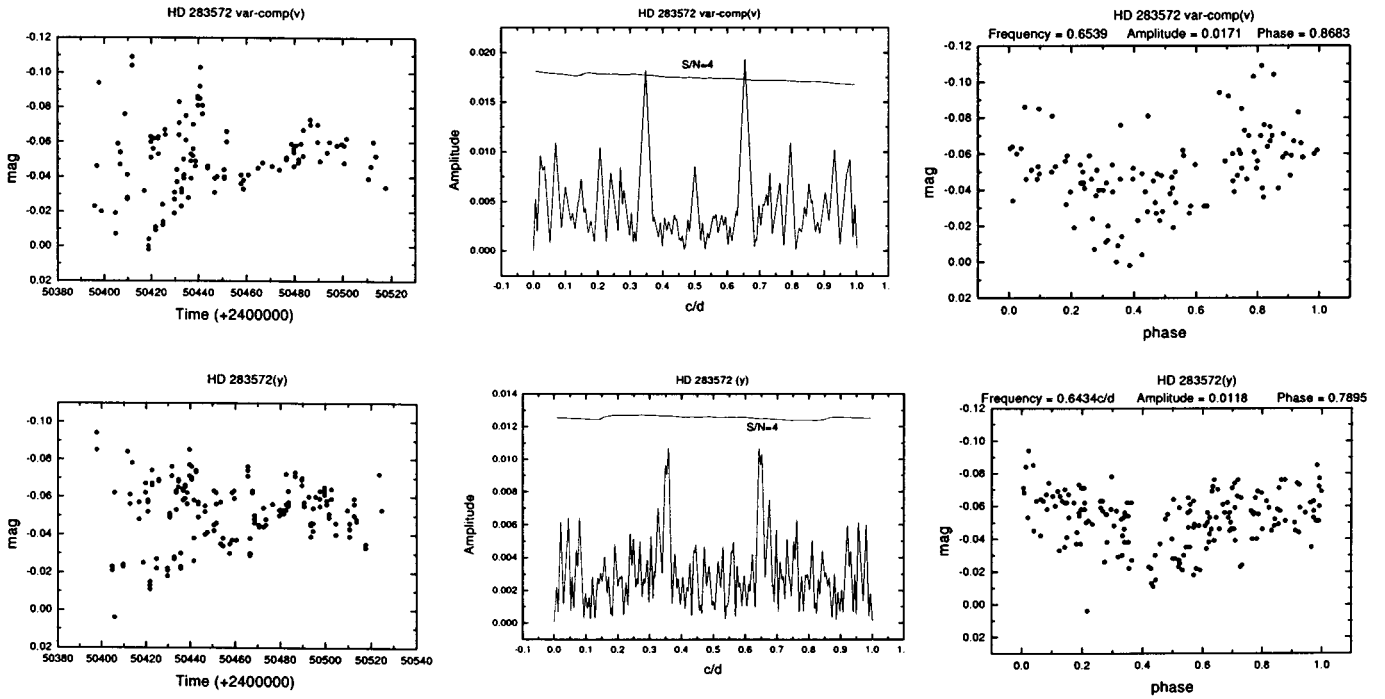 HD 283572 var-comp(v)
-0.12
-0.10
-0.08
-0.06
-0.04
-0.02
0.00
0.02
mag
50380 50400 50420 50440 50460 50480 50500 50520
Time (+2400000)
HD 283572 var-comp(v)
0.020
0.015
0.010
0.005
0.000
Amplitude
S/N=4
-0.1 0.0 0.1 0.2 0.3 0.4 0.5 0.6 0.7 0.8 0.9 1.0 1.
c/d
HD 283572 var-comp(v)
Frequency = 0.6539 Amplitude = 0.0171 Phase = 0.8683
-0.12
-0.10
-0.08
-0.06
-0.04
-0.02
0.00
0.02
mag
0.0 0.2 0.4 0.6 0.8 1.0
phase
HD 283572(y)
-0.10
-0.08
-0.06
-0.04
-0.02
0.00
0.02
mag
50380 50400 50420 50440 50460 50480 50500 50520 50540
Time (+2400000)
HD 283572 (y)
0.014
0.012
0.010
0.008
0.006
0.004
0.002
0.000
Amplitude
S/N=4
-0.1 0.0 0.1 0.2 0.3 0.4 0.5 0.6 0.7 0.8 0.9 1.0 1.
c/d
HD 283572(y)
Frequency = 0.6434c/d Amplitude = 0.0118 Phase = 0.7895
-0.12
-0.10
-0.08
-0.06
-0.04
-0.02
0.00
0.02
mag
0.0 0.2 0.4 0.6 0.8 1.0
phase